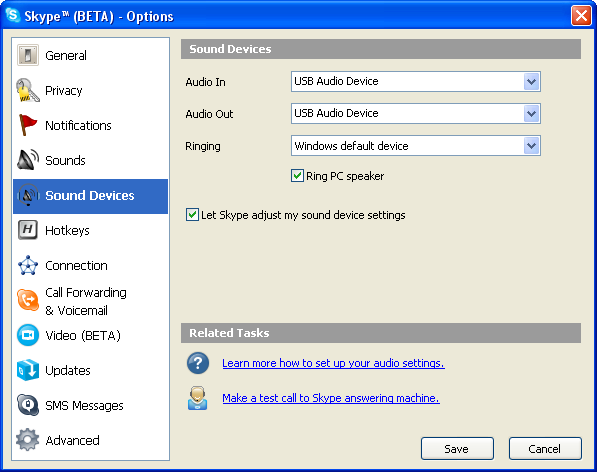 Skype™ (BETA) - Options
General
Privacy
Notifications
Sounds
Sound Devices
Hotkeys
Connection
Call Forwarding
& Voicemail
Video (BETA)
Updates
SMS Messages
Advanced
Sound Devices
Audio In
USB Audio Device
Audio Out
USB Audio Device
Ringing
Windows default device
Ring PC speaker
Let Skype adjust my sound device settings
Related Tasks
Learn more how to set up your audio settings.
Make a test call to Skype answering machine.
Save
Cancel